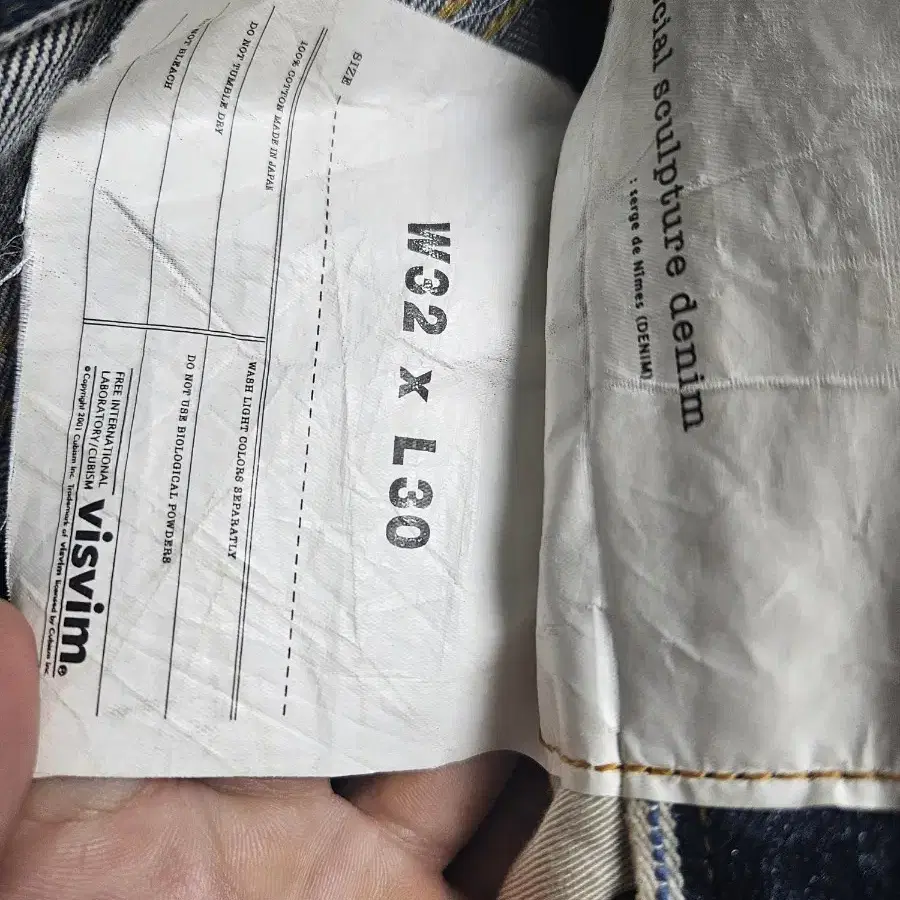 cial sculpture denim
: serge de Nîmes (DENIM)
SIZE
W32 x L30
100% COTTON MADE IN JAPAN
WASH LIGHT COLORS SEPARATLY
DO NOT TUMBLE DRY
DO NOT USE BIOLOGICAL POWDERS
NOT BLEACH
FREE INTERNATIONAL
LABORATORY/CUBISM
visvim®
©Copyright 2001 Cubism Inc. Trademark of visvim licensed by Cubism Inc.